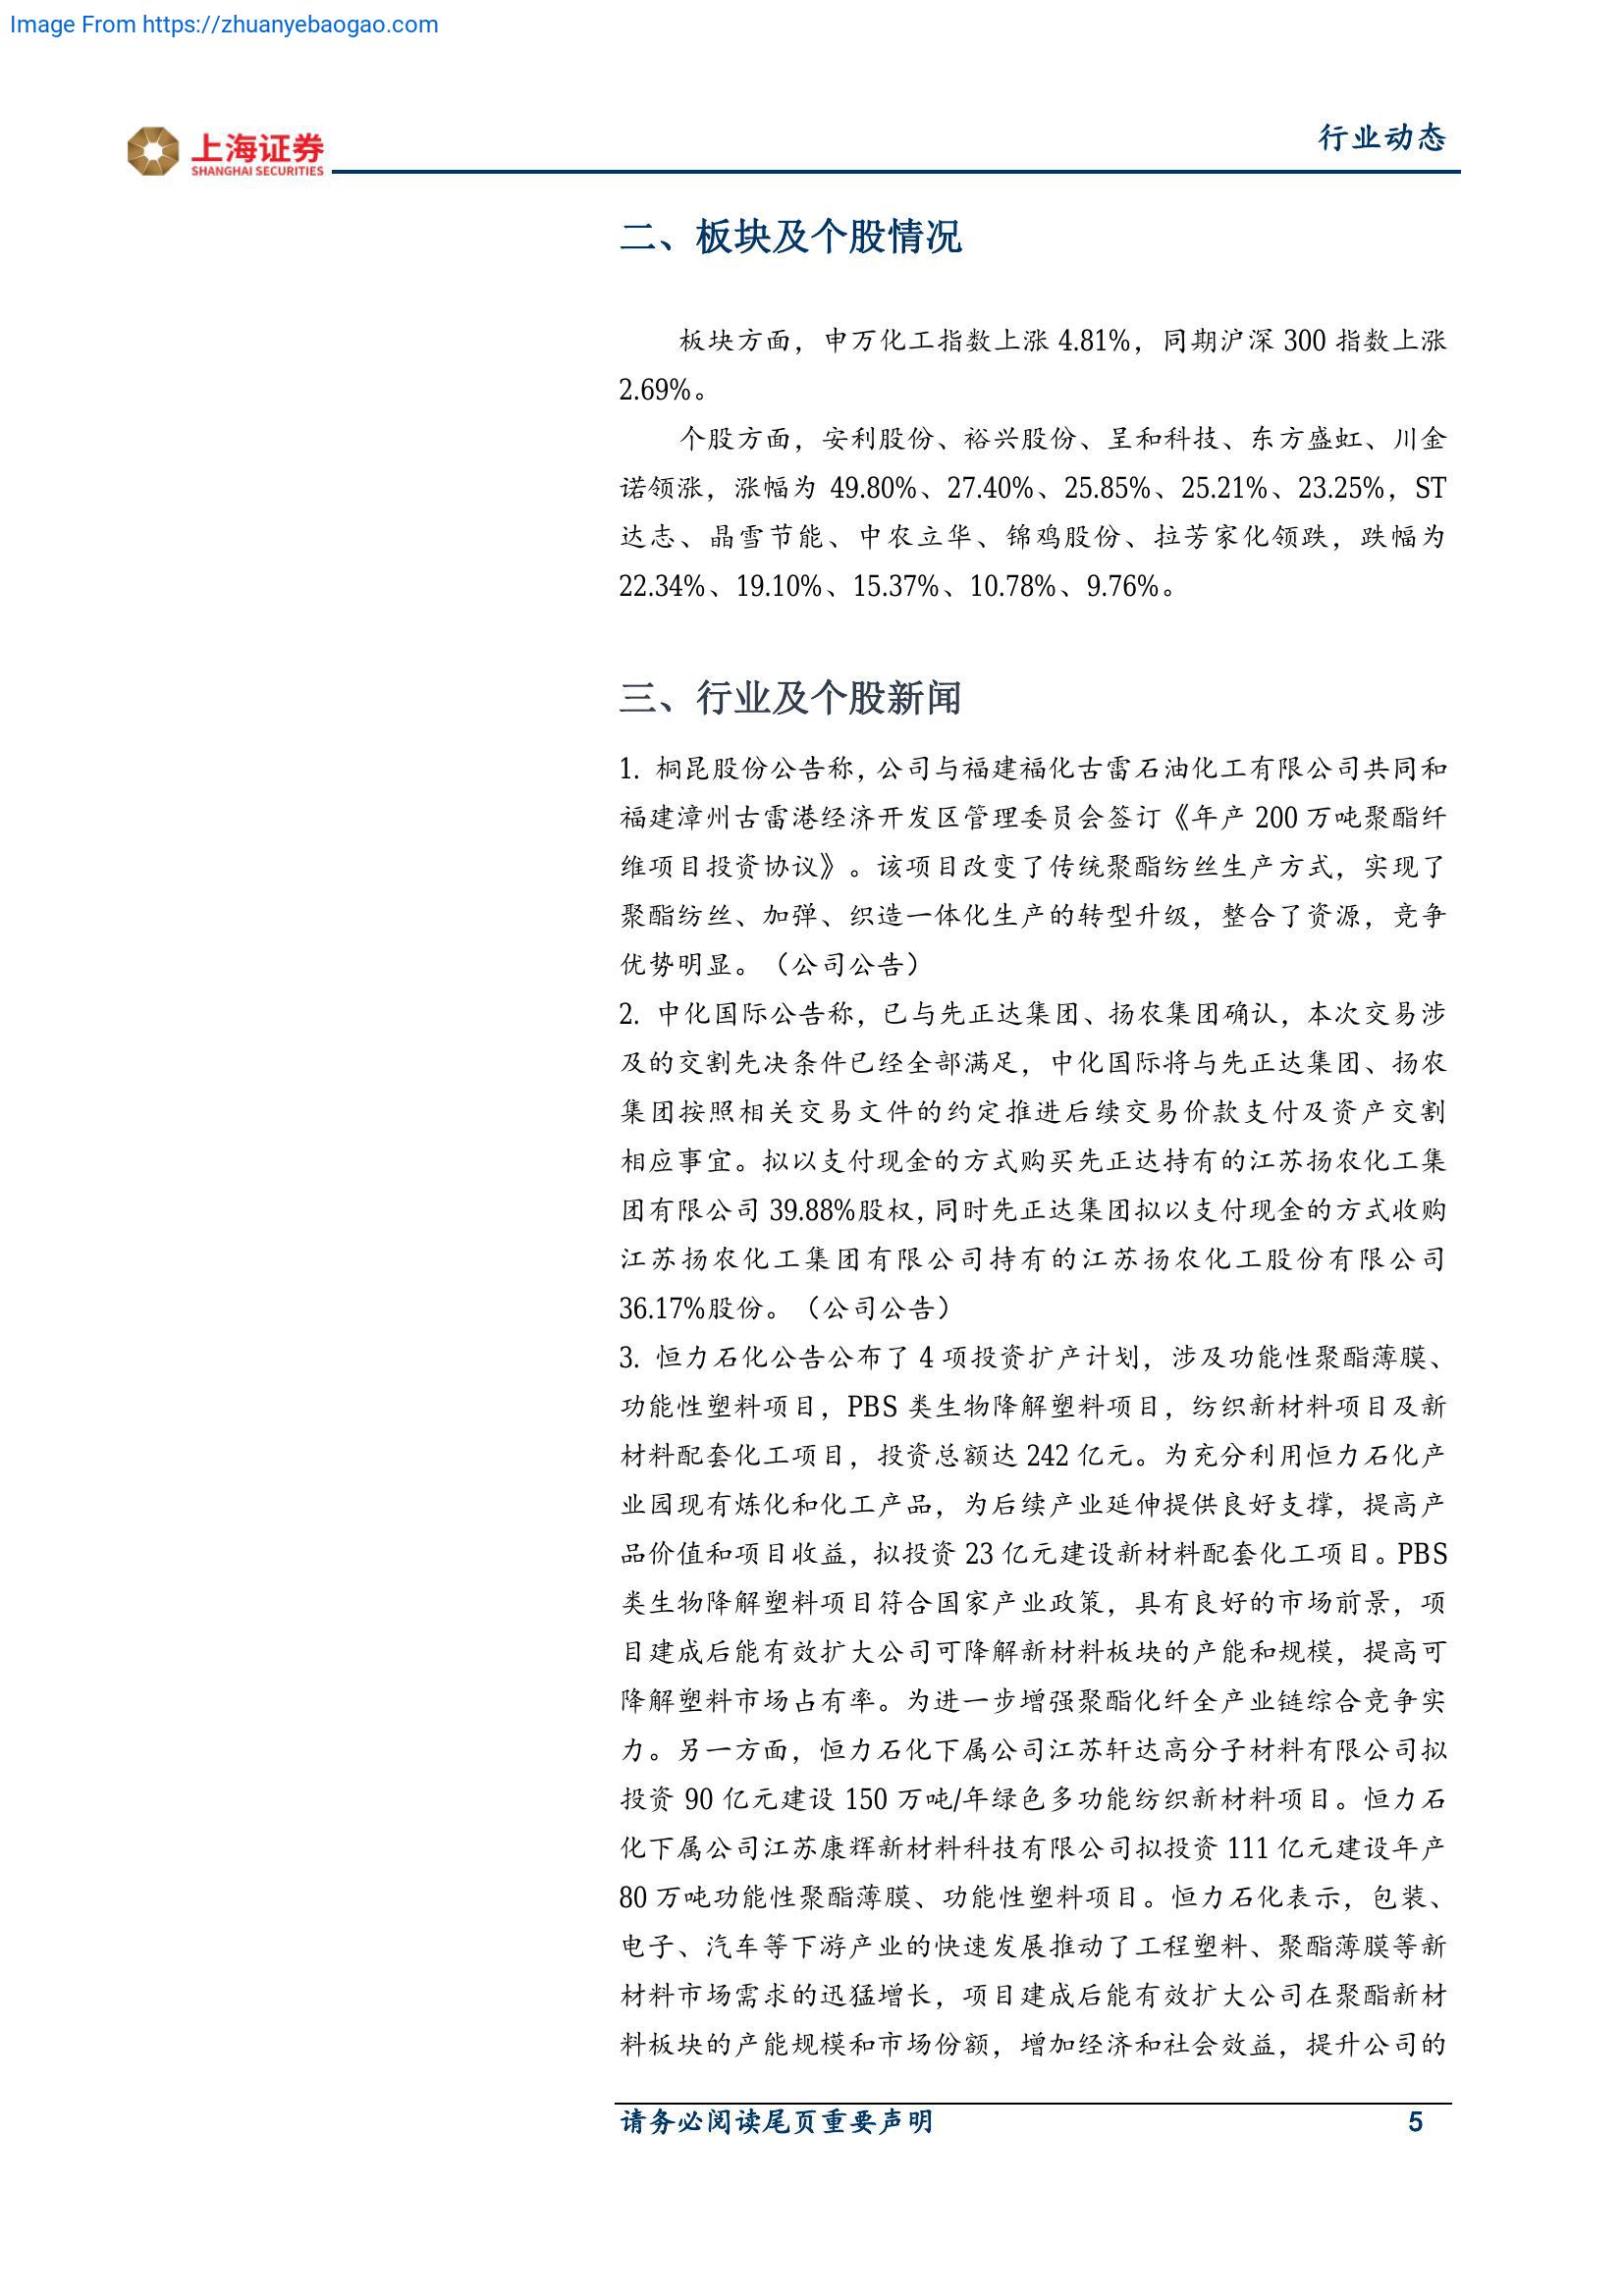 Image From https://zhuanyebaogao.com
上海证券
SHANGHAI SECURITIES
行业动态
二、板块及个股情况
板块方面，申万化工指数上涨 4.81%，同期沪深 300 指数上涨
2.69%。
个股方面，安利股份、裕兴股份、呈和科技、东方盛虹、川金
诺领涨，涨幅为 49.80%、27.40%、25.85%、25.21%、23.25%，ST
达志、晶雪节能、中农立华、锦鸡股份、拉芳家化领跌，跌幅为
22.34%、19.10%、15.37%、10.78%、9.76%。
三、行业及个股新闻
1. 桐昆股份公告称，公司与福建福化古雷石油化工有限公司共同和
福建漳州古雷港经济开发区管理委员会签订《年产 200 万吨聚酯纤
维项目投资协议》。该项目改变了传统聚酯纺丝生产方式，实现了
聚酯纺丝、加弹、织造一体化生产的转型升级，整合了资源，竞争
优势明显。（公司公告）
2. 中化国际公告称，已与先正达集团、扬农集团确认，本次交易涉
及的交割先决条件已经全部满足，中化国际将与先正达集团、扬农
集团按照相关交易文件的约定推进后续交易价款支付及资产交割
相应事宜。拟以支付现金的方式购买先正达持有的江苏扬农化工集
团有限公司 39.88%股权，同时先正达集团拟以支付现金的方式收购
江苏扬农化工集团有限公司持有的江苏扬农化工股份有限公司
36.17%股份。（公司公告）
3. 恒力石化公告公布了 4 项投资扩产计划，涉及功能性聚酯薄膜、
功能性塑料项目，PBS 类生物降解塑料项目，纺织新材料项目及新
材料配套化工项目，投资总额达 242 亿元。为充分利用恒力石化产
业园现有炼化和化工产品，为后续产业延伸提供良好支撑，提高产
品价值和项目收益，拟投资 23 亿元建设新材料配套化工项目。PBS
类生物降解塑料项目符合国家产业政策，具有良好的市场前景，项
目建成后能有效扩大公司可降解新材料板块的产能和规模，提高可
降解塑料市场占有率。为进一步增强聚酯化纤全产业链综合竞争实
力。另一方面，恒力石化下属公司江苏轩达高分子材料有限公司拟
投资 90 亿元建设 150 万吨/年绿色多功能纺织新材料项目。恒力石
化下属公司江苏康辉新材料科技有限公司拟投资 111 亿元建设年产
80 万吨功能性聚酯薄膜、功能性塑料项目。恒力石化表示，包装、
电子、汽车等下游产业的快速发展推动了工程塑料、聚酯薄膜等新
材料市场需求的迅猛增长，项目建成后能有效扩大公司在聚酯新材
料板块的产能规模和市场份额，增加经济和社会效益，提升公司的
请务必阅读尾页重要声明
5